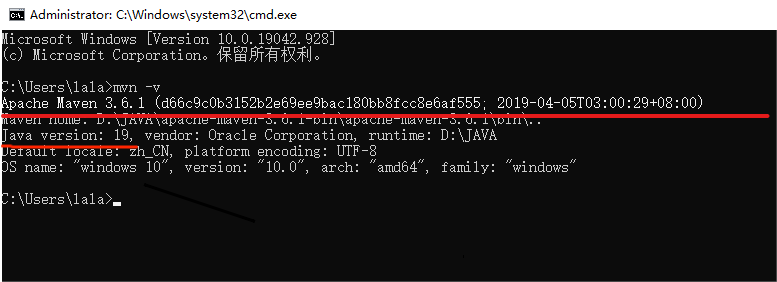 Administrator: C:\Windows\system32\cmd.exe
Microsoft Windows [Version 10.0.19042.928]
(c) Microsoft Corporation。保留所有权利。
C:\Users\lala>mvn -v
Apache Maven 3.6.1 (d66c9c0b3152b2e69ee9bac180bb8fcc8e6af555; 2019-04-05T03:00:29+08:00)
Maven home: D:\JAVA\apache-maven-3.6.1-bin\apache-maven-3.6.1\bin\..
Java version: 19, vendor: Oracle Corporation, runtime: D:\JAVA
Default locale: zh_CN, platform encoding: UTF-8
OS name: "windows 10", version: "10.0", arch: "amd64", family: "windows"
C:\Users\lala>